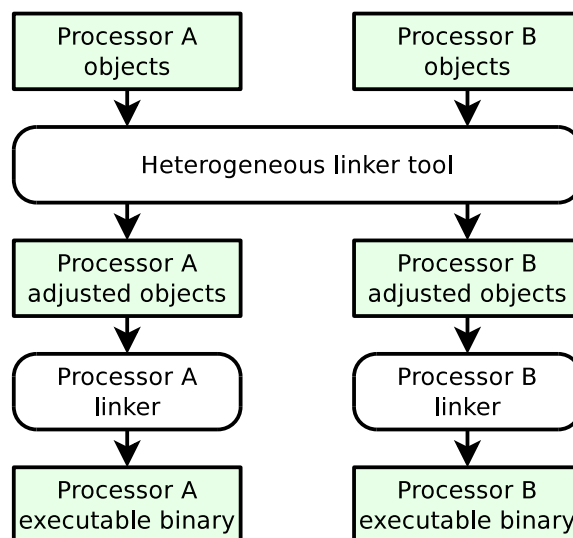 Processor A
objects
Processor B
objects
Heterogeneous linker tool
Processor A
adjusted objects
Processor B
adjusted objects
Processor A
linker
Processor B
linker
Processor A
executable binary
Processor B
executable binary